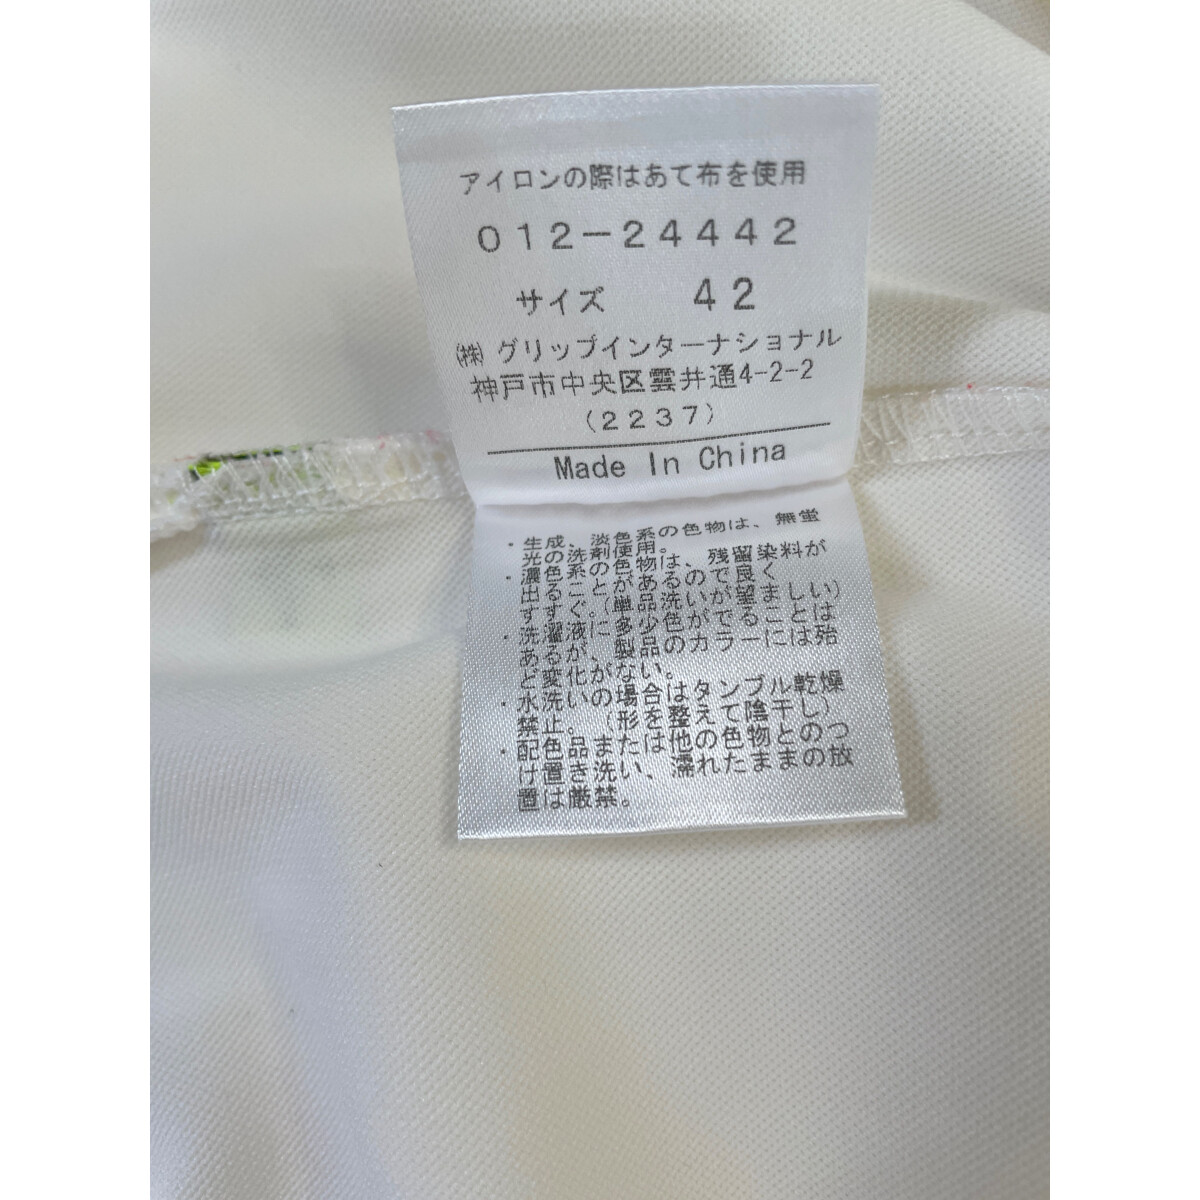 アイロンの際はあて布を使用
012-24442
サイズ 42
(株) グリップインターナショナル
神戸市中央区雲井通4-2-2
(2237)
Made In China
・生成、淡色系の色物は、無蛍
光の洗剤使用。
・濃色系の色物は、残留染料が
出ることがあるので良く
すすぐ。(単品洗いが望ましい)
・洗濯液に多少色がでることは
あるが、製品のカラーには殆
ど変化がない。
・水洗いの場合はタンブル乾燥
禁止。(形を整えて陰干し)
・配色品または他の色物とのつ
け置き洗い、濡れたままの放
置は厳禁。